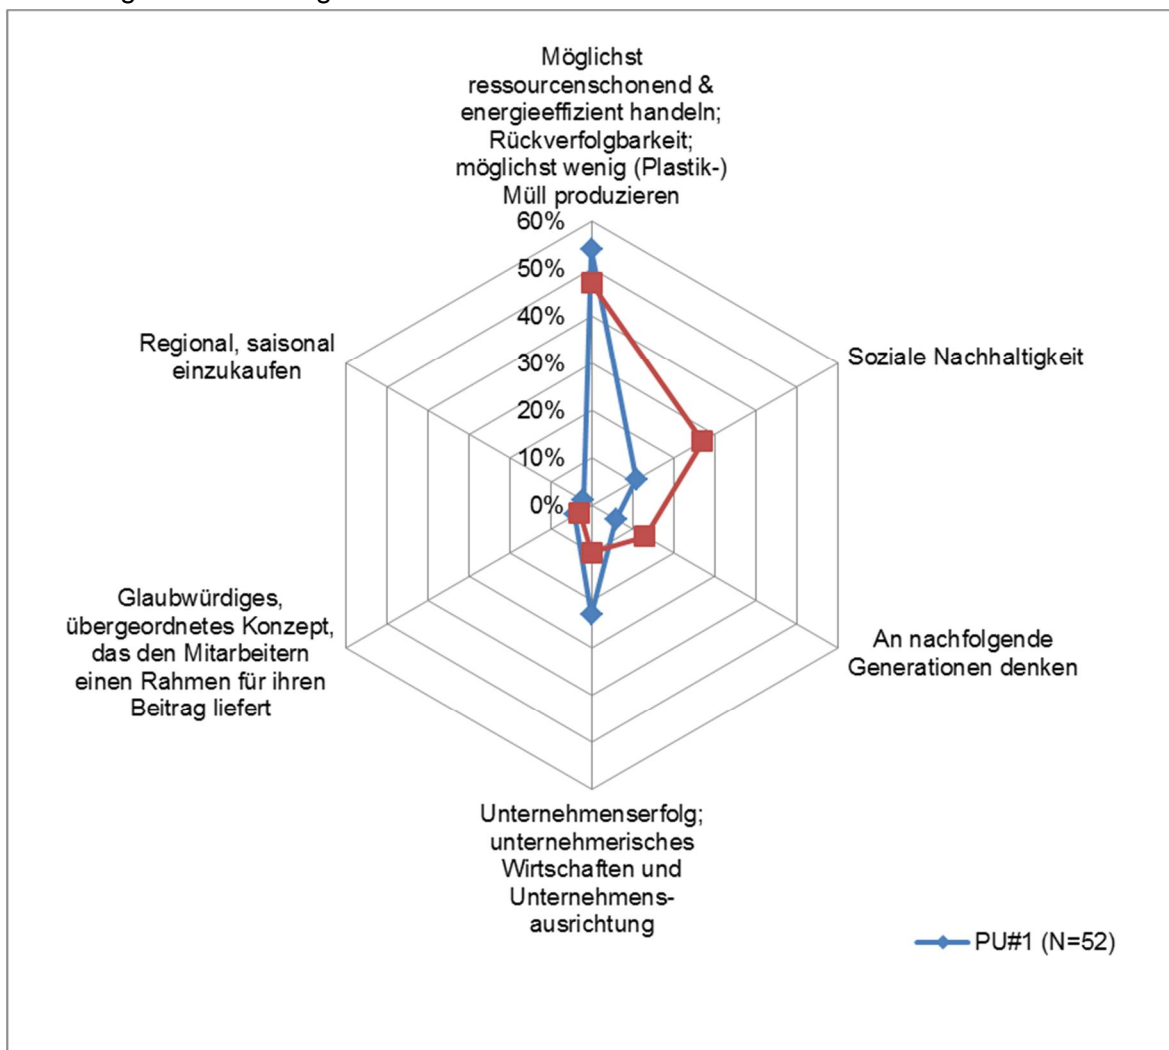 Möglichst
ressourcenschonend &
energieeffizient handeln;
Rückverfolgbarkeit;
möglichst wenig (Plastik-)
Müll produzieren
60%
50%
40%
30%
20%
10%
0%
Soziale Nachhaltigkeit
An nachfolgende
Generationen denken
Unternehmenserfolg;
unternehmerisches
Wirtschaften und
Unternehmens-
ausrichtung
Glaubwürdiges,
übergeordnetes Konzept,
das den Mitarbeitern
einen Rahmen für ihren
Beitrag liefert
Regional, saisonal
einzukaufen
PU#1 (N=52)